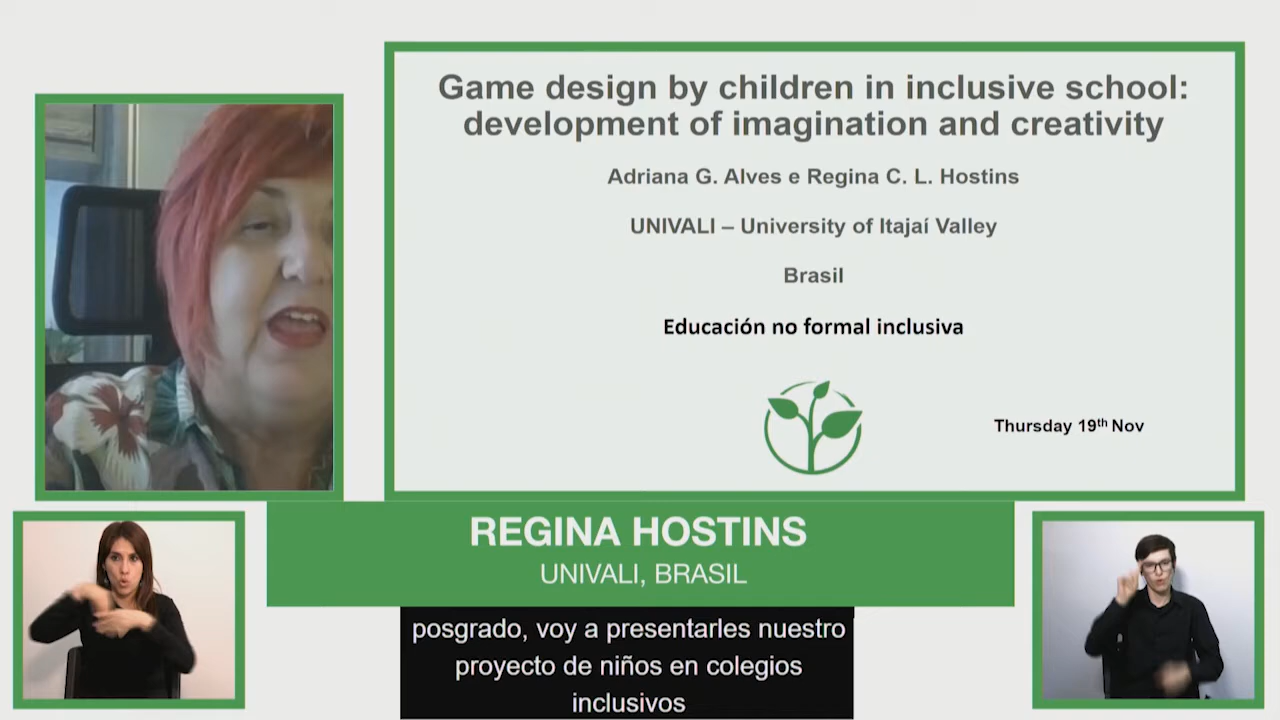 Game design by children in inclusive school:
development of imagination and creativity
Adriana G. Alves e Regina C. L. Hostins
UNIVALI – University of Itajaí Valley
Brasil
Educación no formal inclusiva
Thursday 19th Nov
REGINA HOSTINS
UNIVALI, BRASIL
posgrado, voy a presentarles nuestro
proyecto de niños en colegios
inclusivos